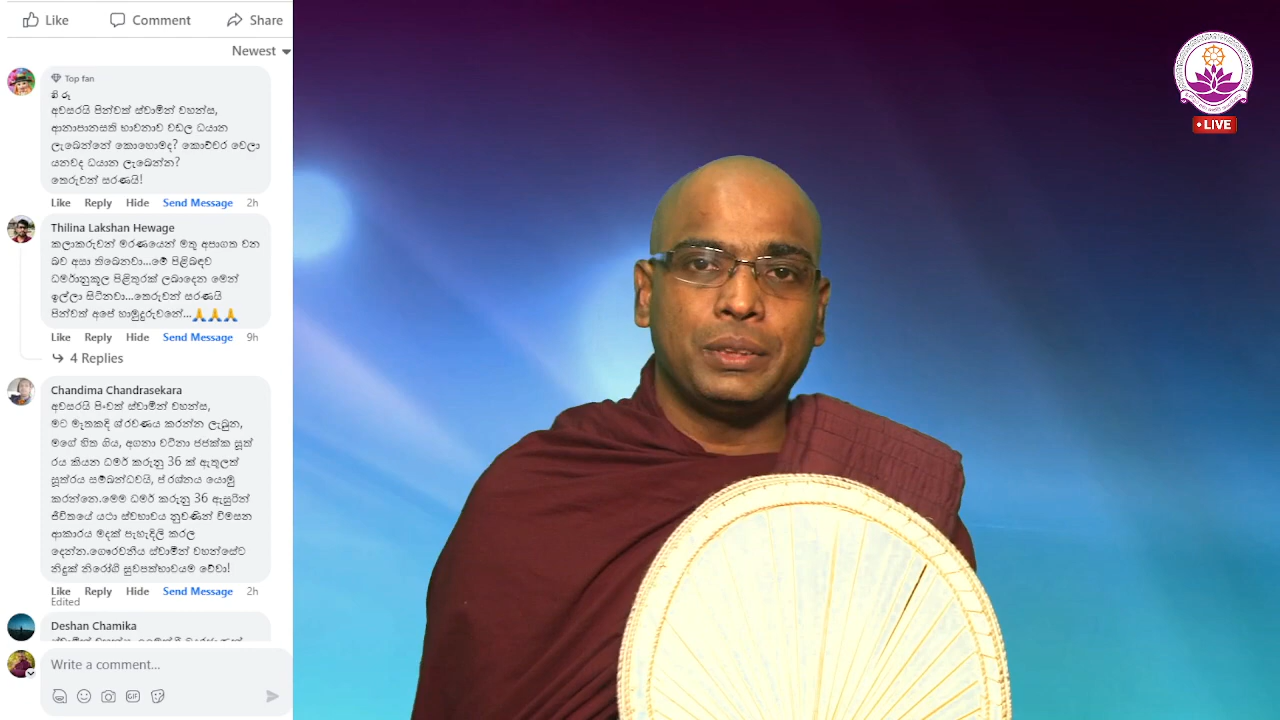 Like Comment Share
Newest
Top fan
ශි රූ
අවසරයි පින්වත් ස්වාමීන් වහන්ස,
ආනාපානසති භාවනාව වඩල ධ්‍යාන
ලැබෙන්නේ කොහොමද? කොච්චර වෙලා
යනවද ධ්‍යාන ලැබෙන්න?
තෙරුවන් සරණයි!
Like Reply Hide Send Message 2h
Thilina Lakshan Hewage
කලාකරුවන් මරණයෙන් මතු අපාගත වන
බව අසා තිබෙනවා...මේ පිළිබඳව
ධර්මානුකූල පිළිතුරක් ලබාදෙන මෙන්
ඉල්ලා සිටිනවා...තෙරුවන් සරණයි
පින්වත් අපේ හාමුදුරුවනේ...🙏🙏🙏
Like Reply Hide Send Message 9h
4 Replies
Chandima Chandrasekara
අවසරයි පිංවත් ස්වාමීන් වහන්ස,
මට මෑතකදි ශ්රවණය කරන්න ලැබුන,
මගේ හිත ගිය, අගනා වටිනා ජජක්ක සූත්
රය කියන ධර්ම කරුනු 36 ක් ඇතුලත්
සූත්රය සම්බන්ධවයි, ප්රශ්නය යොමු
කරන්නෙ.මෙම ධර්ම කරුනු 36 ඇසුරින්
ජීවිතයේ යථා ස්වභාවය නුවණින් විමසන
ආකාරය මදක් පැහැදිලි කරල
දෙන්න.ගෞරවනීය ස්වාමීන් වහන්සේට
නිදුක් නිරෝගි සුවපත්භාවයම වේවා!
Like Reply Hide Send Message 2h
Edited
Deshan Chamika
Write a comment...
GIF
LIVE